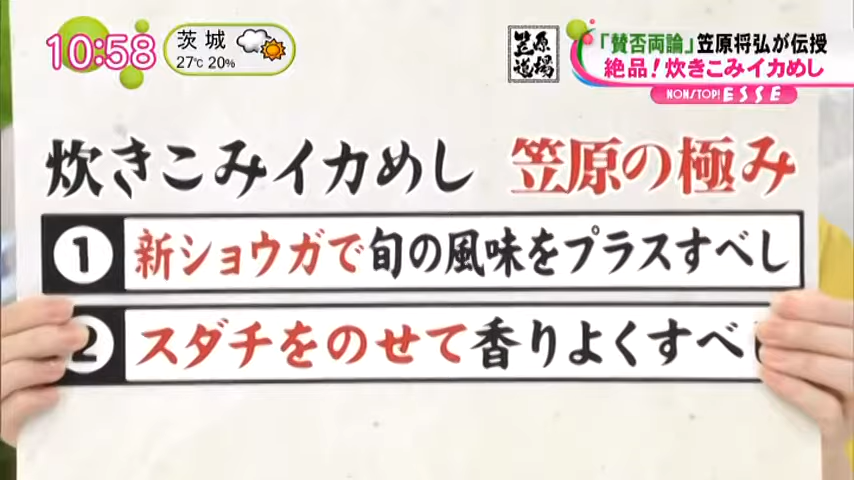 10:58
茨城
27℃ 20%
笠原
道場
「賛否両論」笠原将弘が伝授
絶品!炊きこみイカめし
NONSTOP! ESSE
炊きこみイカめし 笠原の極み
1 新ショウガで旬の風味をプラスすべし
2 スダチをのせて香りよくすべし